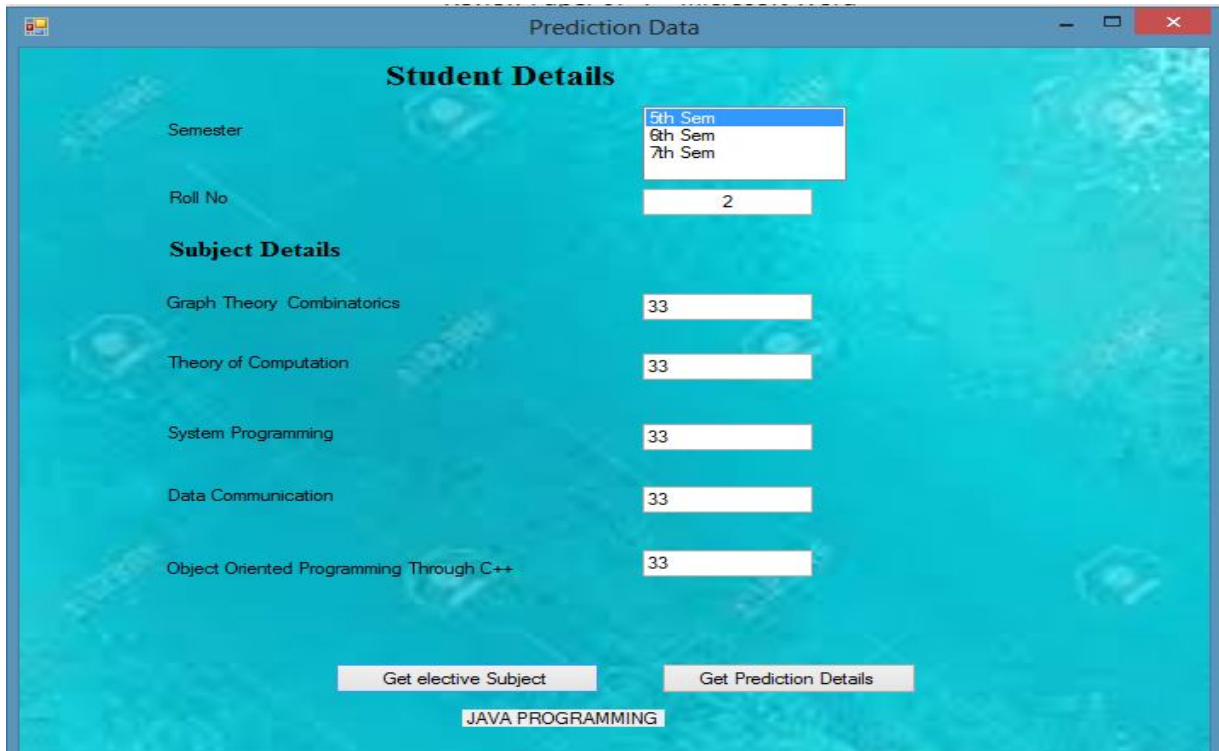 Prediction Data
Student Details
Semester
5th Sem
6th Sem
7th Sem
Roll No
2
Subject Details
Graph Theory Combinatorics
33
Theory of Computation
33
System Programming
33
Data Communication
33
Object Oriented Programming Through C++
33
Get elective Subject
Get Prediction Details
JAVA PROGRAMMING